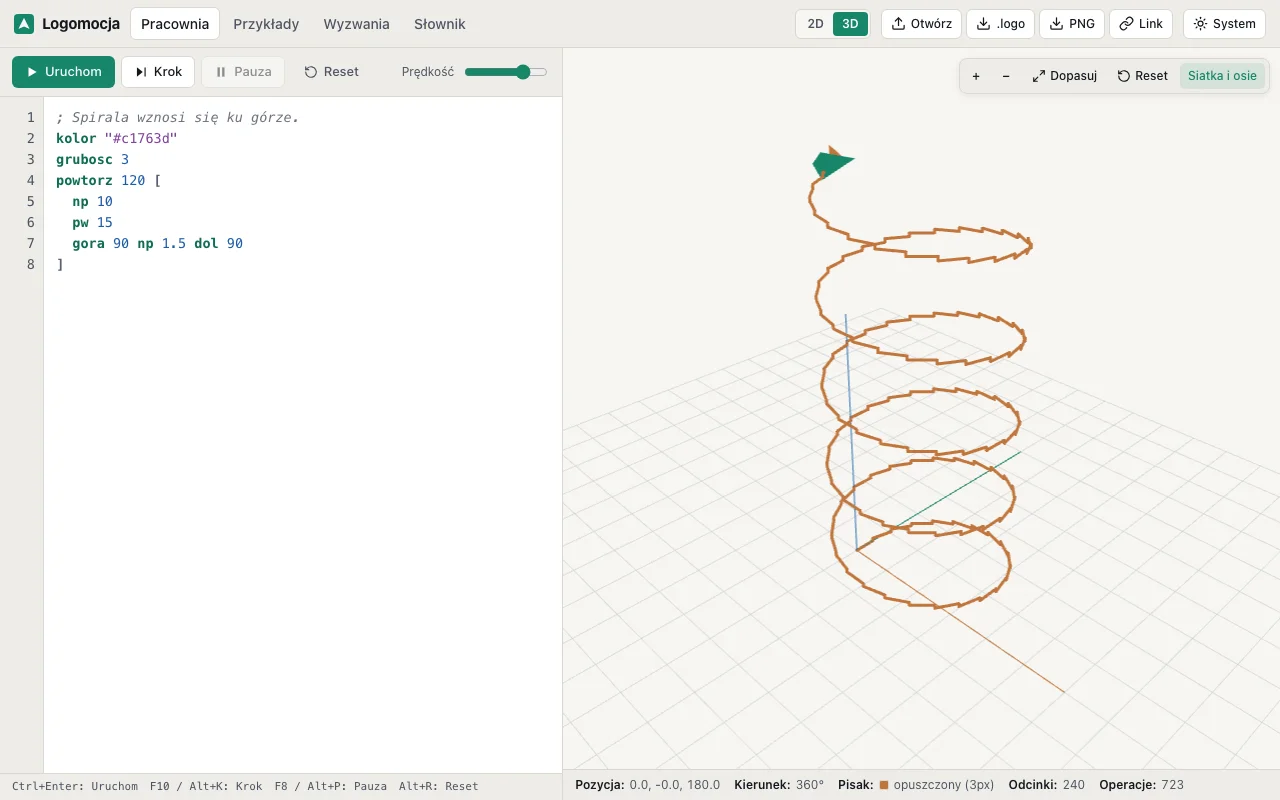 Logomocja Pracownia Przykłady Wyzwania Słownik 2D 3D Otwórz .logo PNG Link System
Uruchom Krok Pauza Reset Prędkość
+ − Dopasuj Reset Siatka i osie
1 ; Spirala wznosi się ku górze.
2 kolor "#c1763d"
3 grubosc 3
4 powtorz 120 [
5 np 10
6 pw 15
7 gora 90 np 1.5 dol 90
8 ]
Ctrl+Enter: Uruchom F10 / Alt+K: Krok F8 / Alt+P: Pauza Alt+R: Reset
Pozycja: 0.0, -0.0, 180.0 Kierunek: 360° Pisak: opuszczony (3px) Odcinki: 240 Operacje: 723